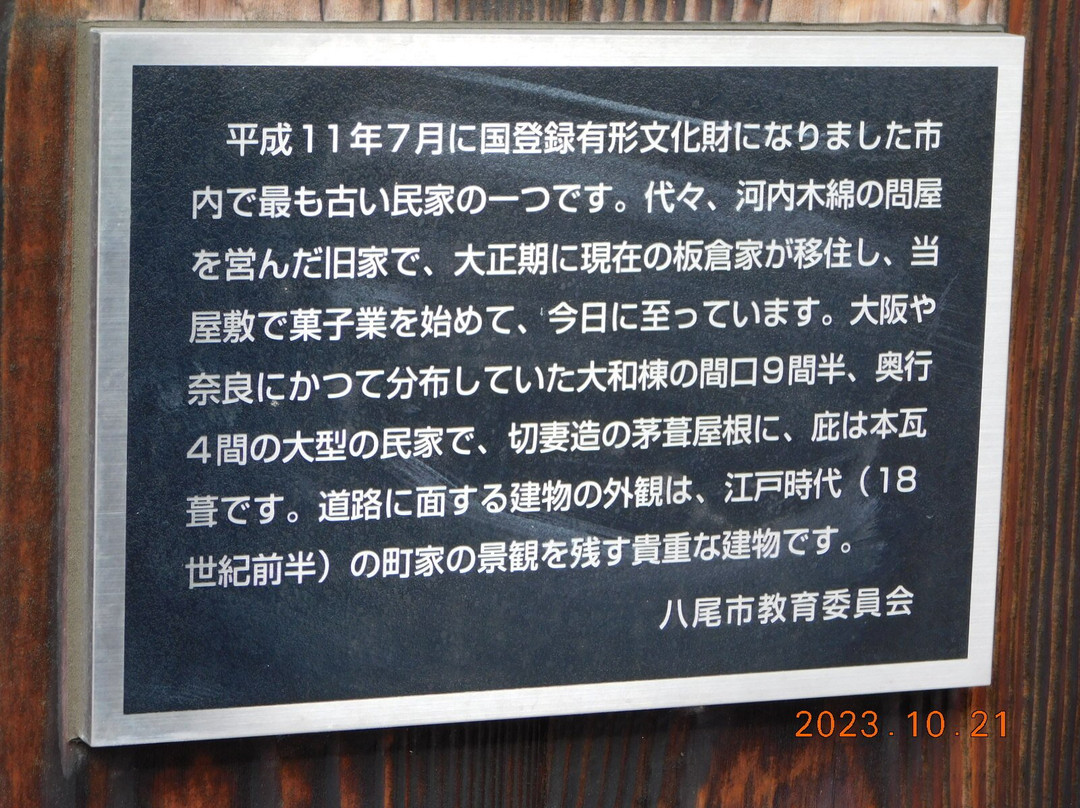 平成11年7月に国登録有形文化財になりました市
内で最も古い民家の一つです。代々、河内木綿の問屋
を営んだ旧家で、大正期に現在の板倉家が移住し、当
屋敷で菓子業を始めて、今日に至っています。大阪や
奈良にかつて分布していた大和棟の間口9間半、奥行
4間の大型の民家で、切妻造の茅葺屋根に、庇は本瓦
葺です。道路に面する建物の外観は、江戸時代(18
世紀前半)の町家の景観を残す貴重な建物です。
八尾市教育委員会
2023.10.21